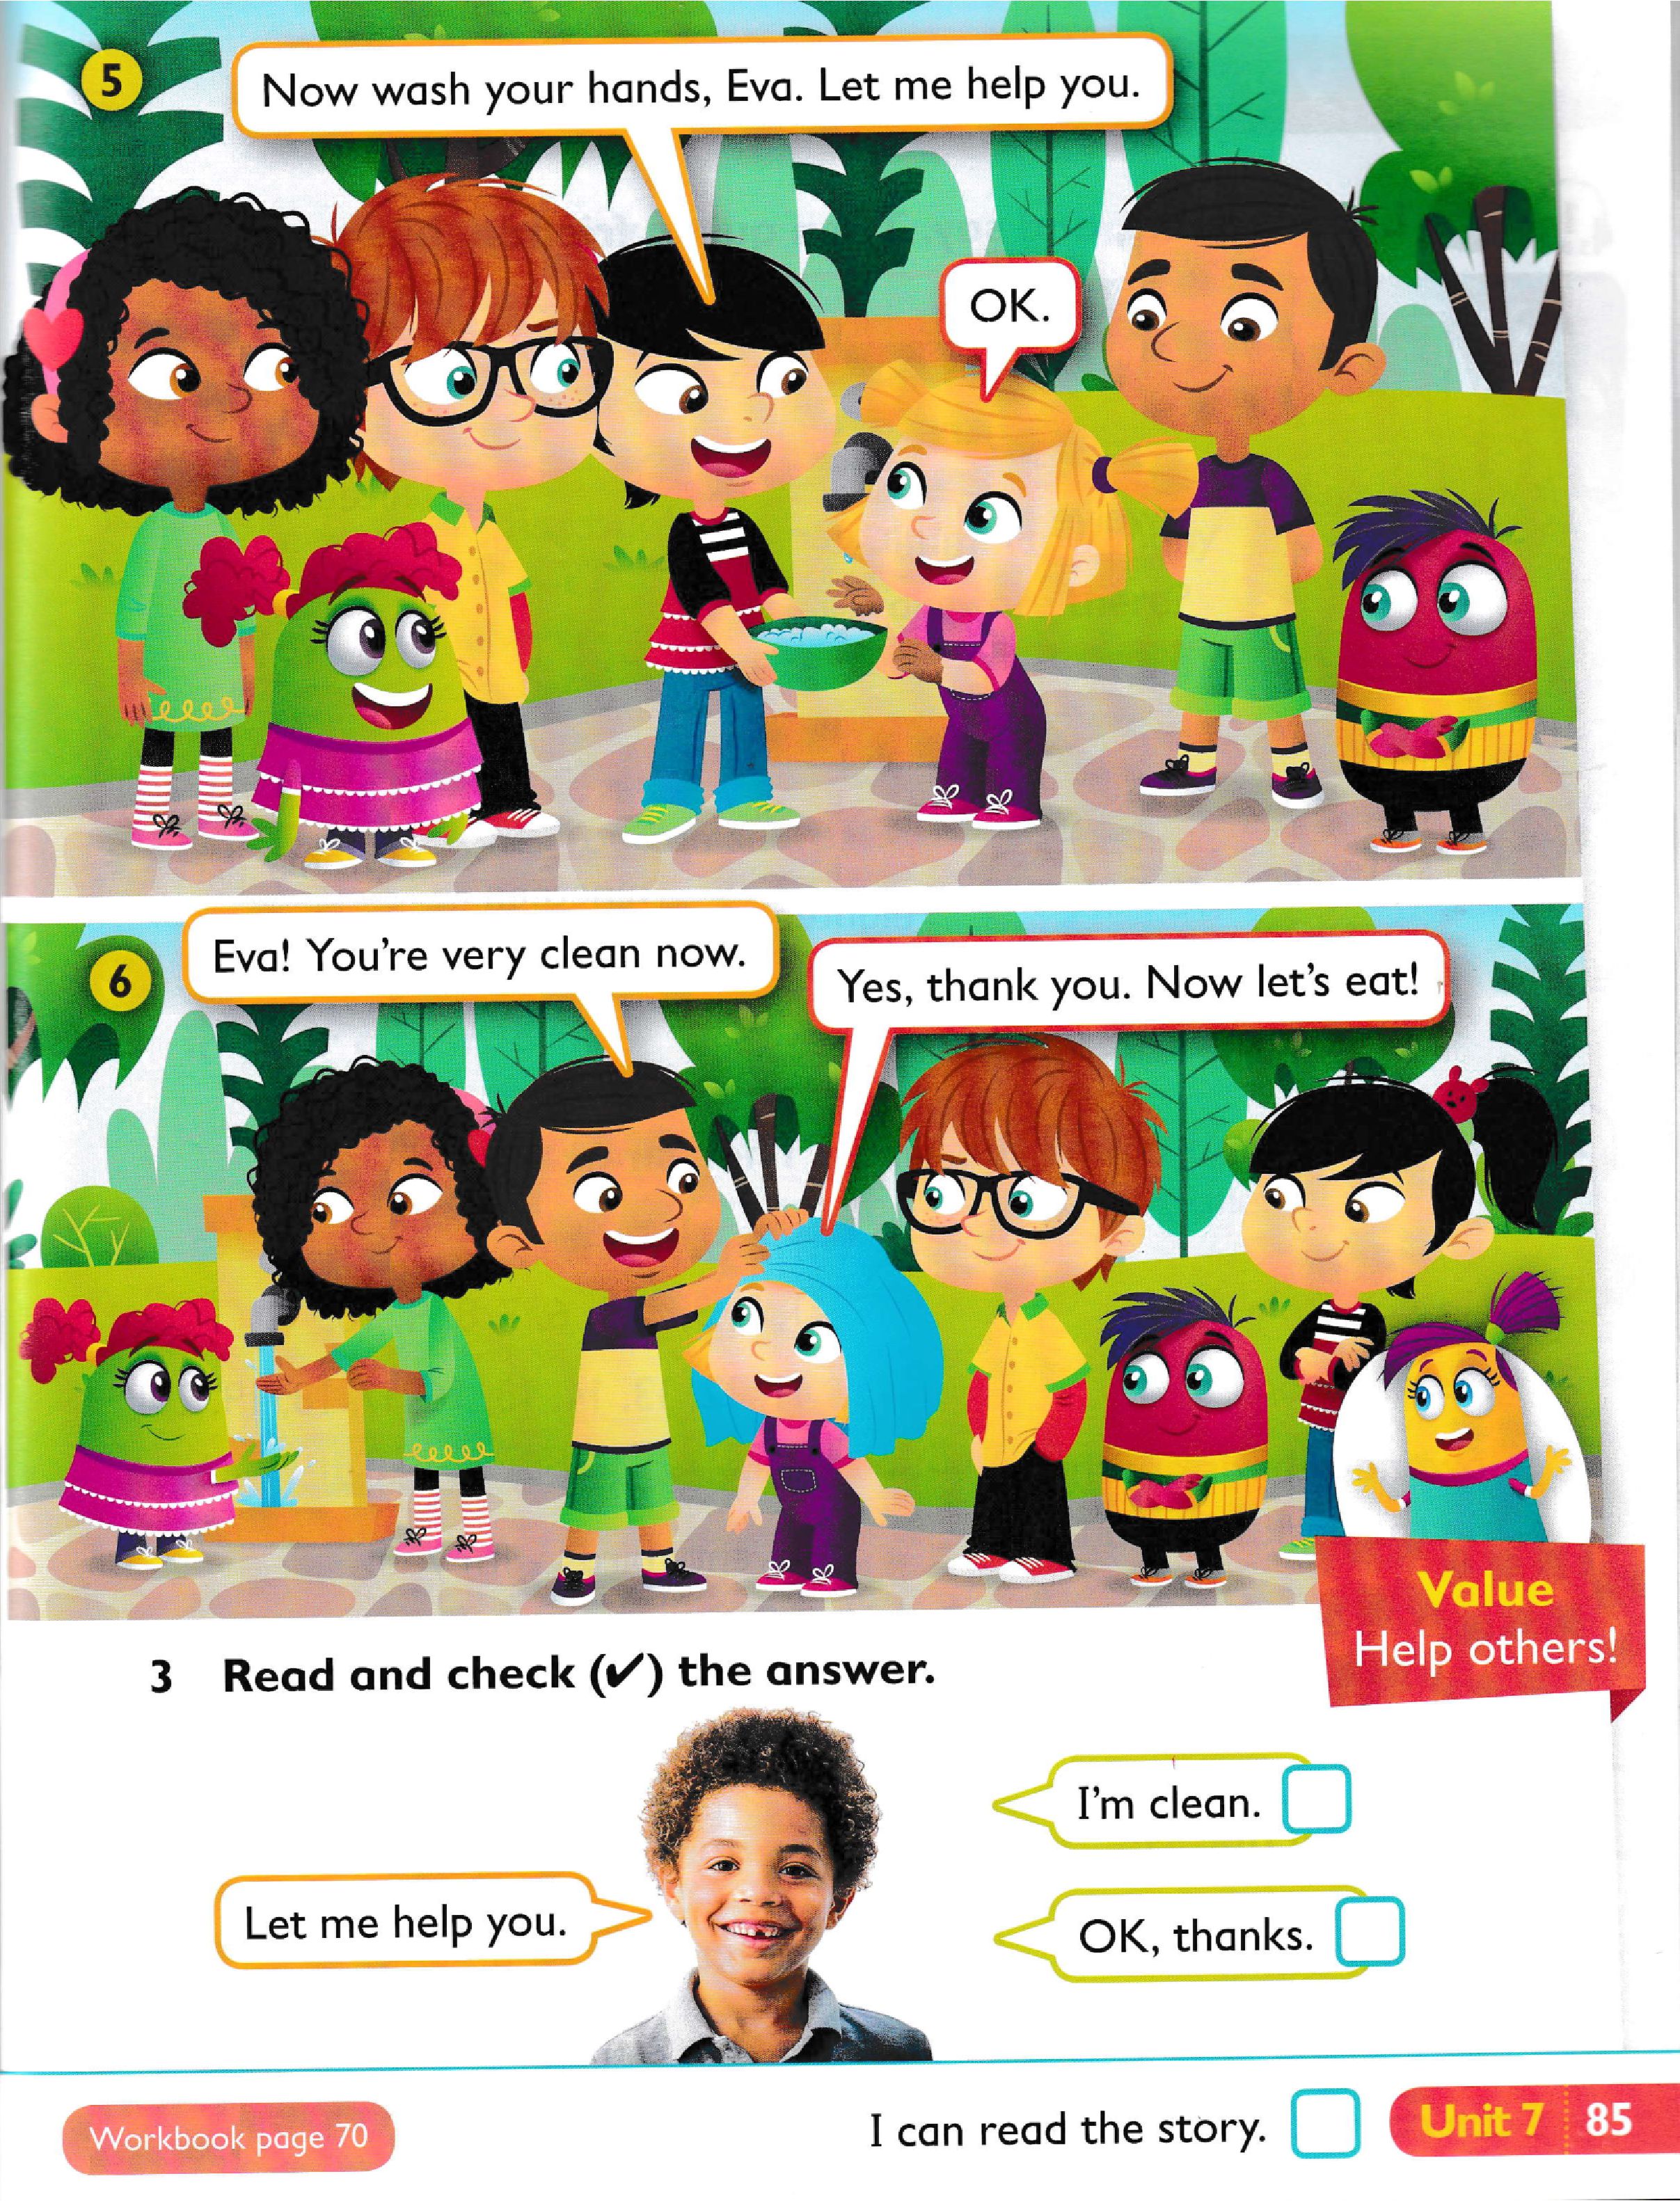 5
Now wash your hands, Eva. Let me help you.
OK.
6
Eva! You're very clean now.
Yes, thank you. Now let's eat!
Value
Help others!
3 Read and check (✔) the answer.
I'm clean.
Let me help you.
OK, thanks.
Workbook page 70
I can read the story.
Unit 7 85